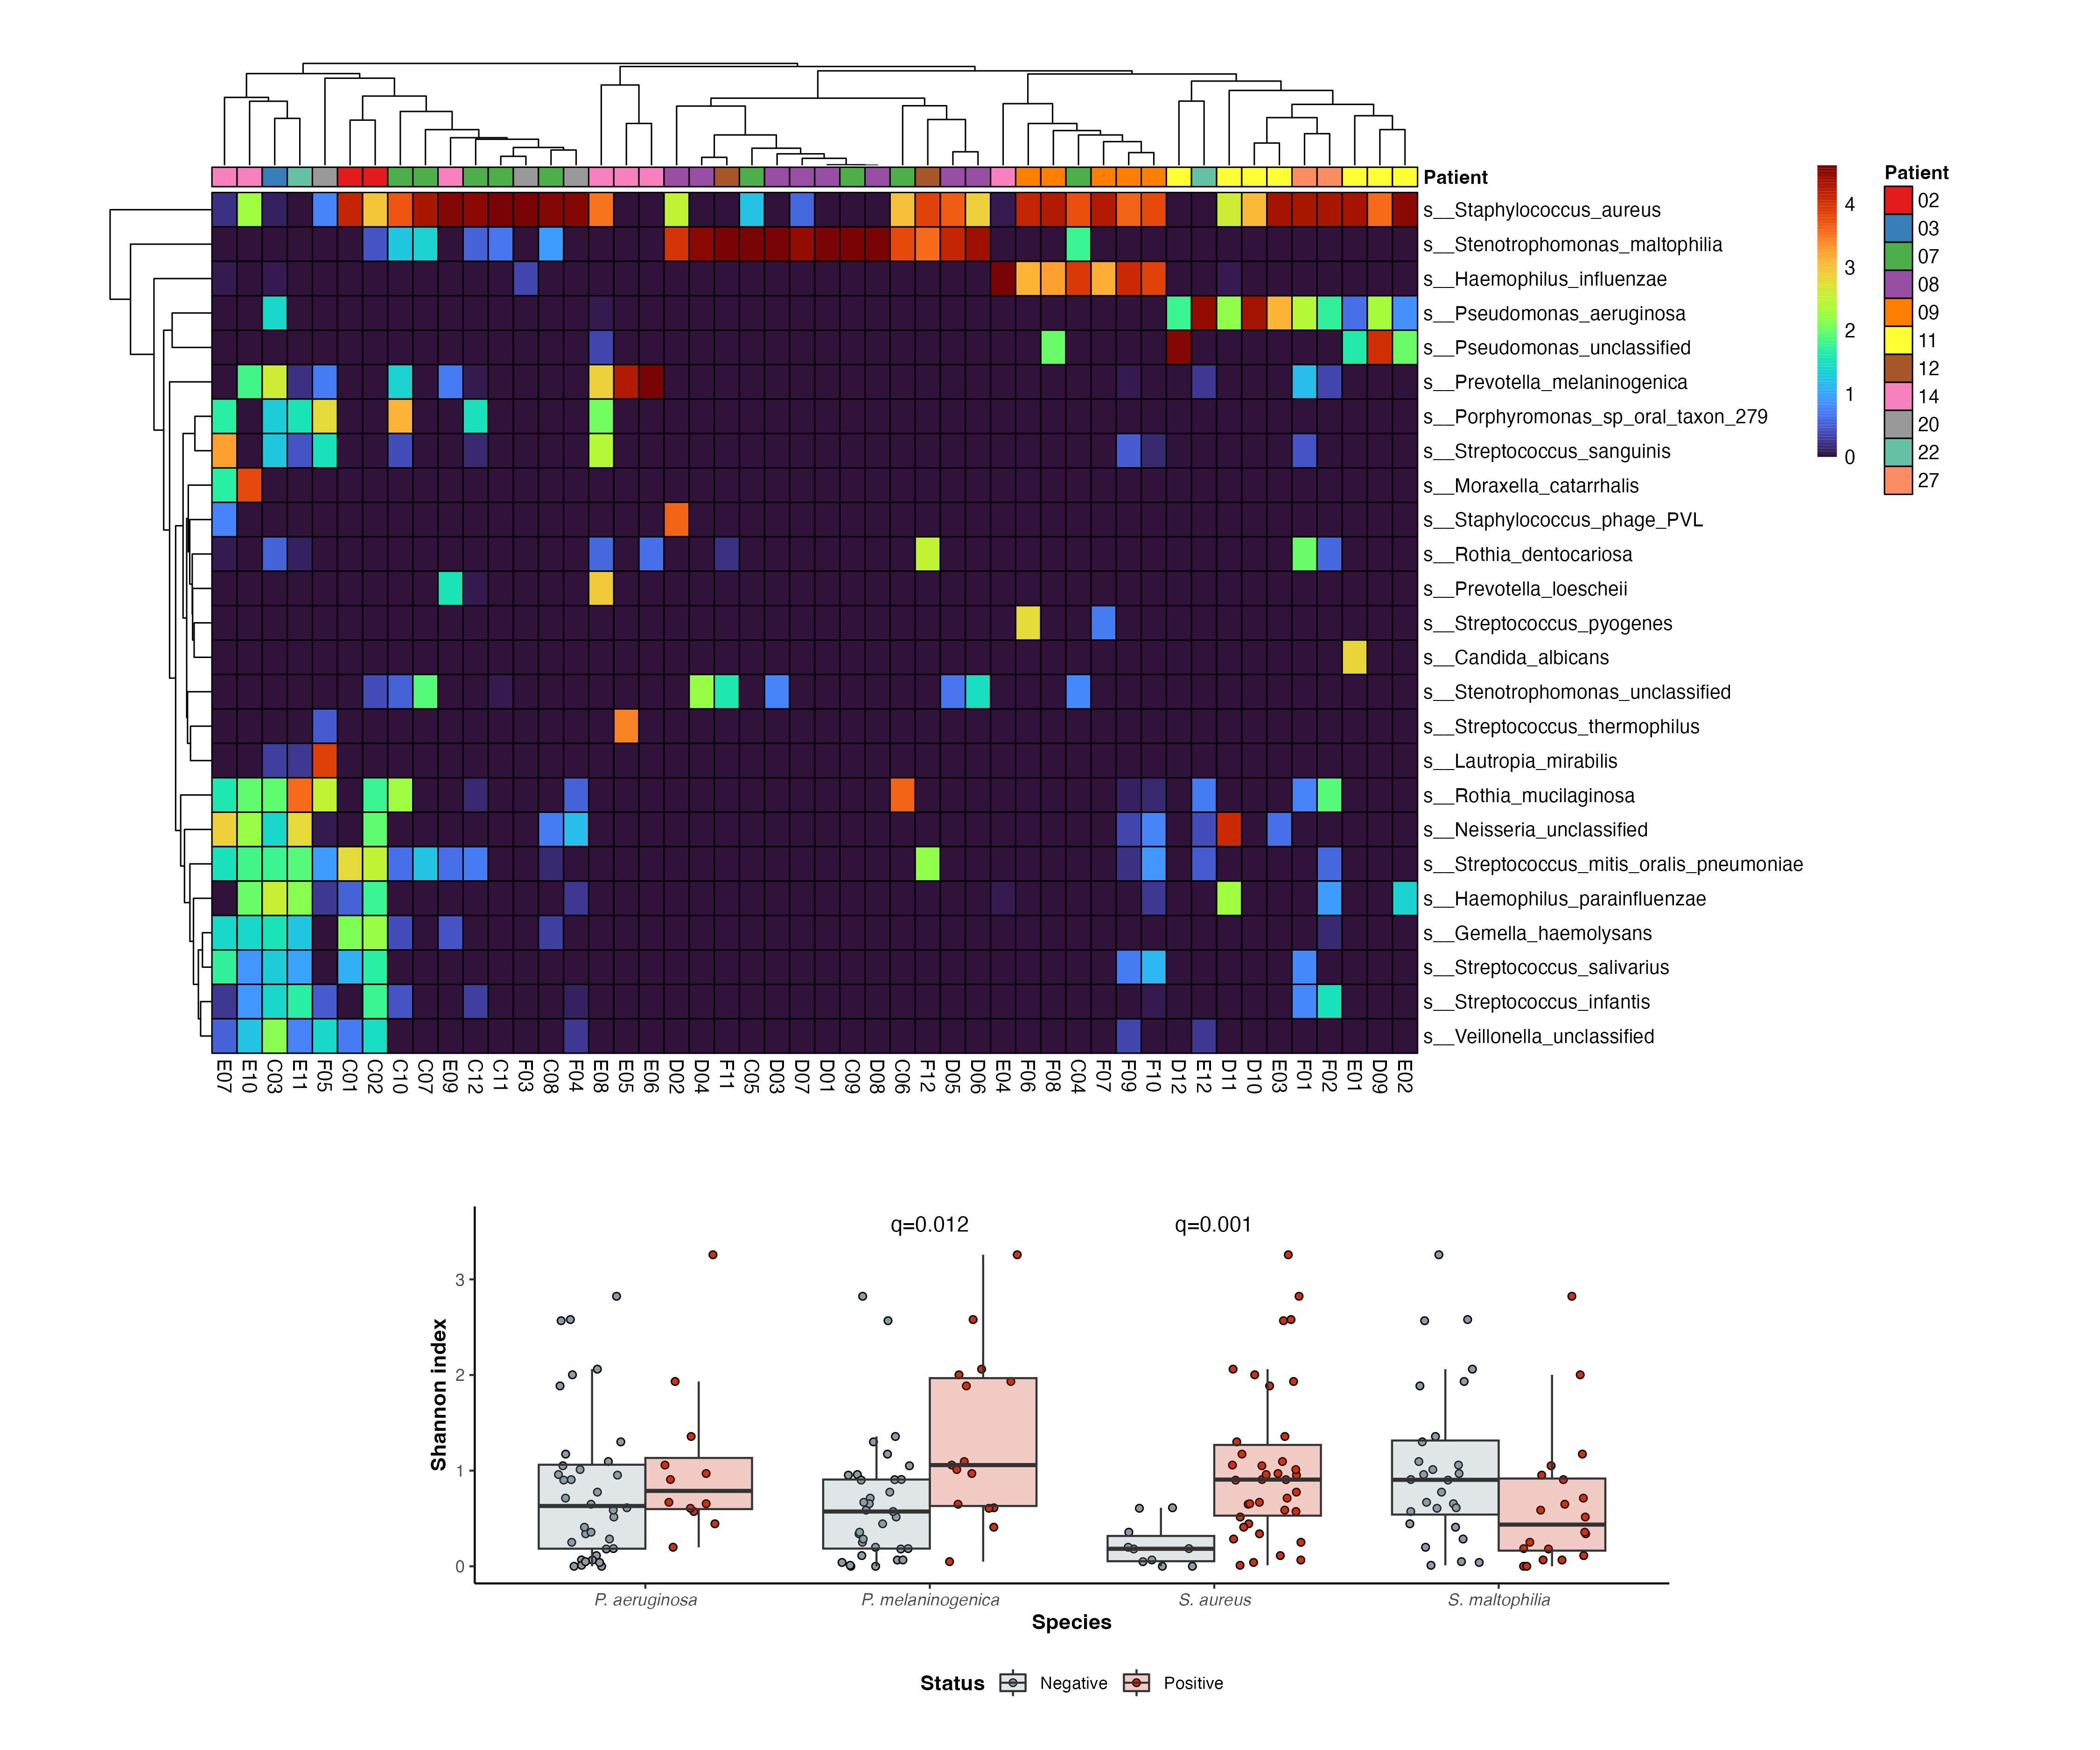 Patient
s__Staphylococcus_aureus
s__Stenotrophomonas_maltophilia
s__Haemophilus_influenzae
s__Pseudomonas_aeruginosa
s__Pseudomonas_unclassified
s__Prevotella_melaninogenica
s__Porphyromonas_sp_oral_taxon_279
s__Streptococcus_sanguinis
s__Moraxella_catarrhalis
s__Staphylococcus_phage_PVL
s__Rothia_dentocariosa
s__Prevotella_loescheii
s__Streptococcus_pyogenes
s__Candida_albicans
s__Stenotrophomonas_unclassified
s__Streptococcus_thermophilus
s__Lautropia_mirabilis
s__Rothia_mucilaginosa
s__Neisseria_unclassified
s__Streptococcus_mitis_oralis_pneumoniae
s__Haemophilus_parainfluenzae
s__Gemella_haemolysans
s__Streptococcus_salivarius
s__Streptococcus_infantis
s__Veillonella_unclassified
4
3
2
1
0
Patient
02
03
07
08
09
11
12
14
20
22
27
E07 E10 C03 E11 F05 C01 C02 C10 C07 E09 C12 C11 F03 C08 F04 E08 E05 E06 D02 D04 F11 C05 D03 D07 D01 C09 D08 C06 F12 D05 D06 E04 F06 F08 C04 F07 F09 F10 D12 E12 D11 D10 E03 F01 F02 E01 D09 E02
q=0.012 q=0.001
Shannon index
3
2
1
0
P. aeruginosa P. melaninogenica S. aureus S. maltophilia
Species
Status Negative Positive